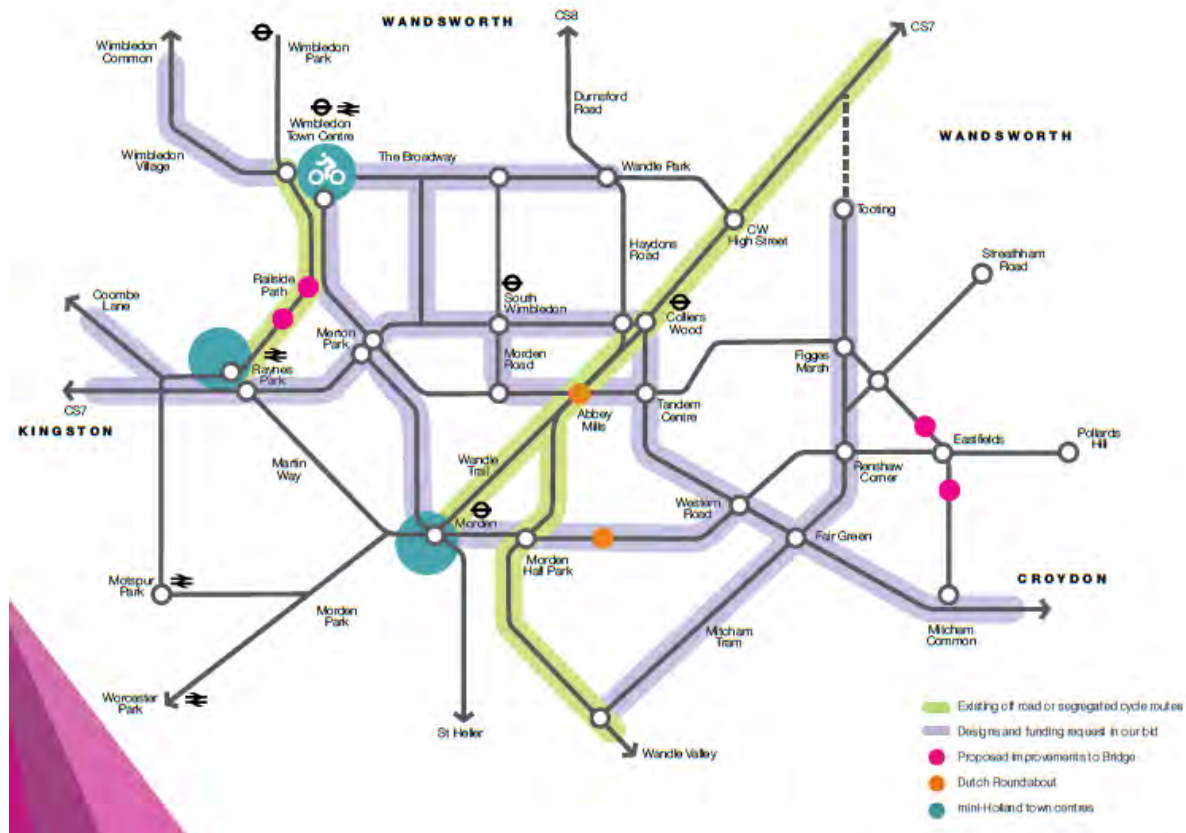 WANDSWORTH
CS8
CS7
Wimbledon
Common
Wimbledon
Park
Durnsford
Road
Wimbledon
Town Centre
WANDSWORTH
Wimbledon
Village
The Broadway
Wandle Park
Tooting
CW
High Street
Haydons
Road
Streathham
Road
Railside
Path
Coombe
Lane
South
Wimbledon
Colliers
Wood
Merton
Park
Morden
Road
Figges
Marsh
Raynes
Park
CS7
KINGSTON
Abbey
Mills
Tandem
Centre
Eastfields
Pollards
Hill
Martin
Way
Wandle
Trail
Renshaw
Corner
Western
Road
Morden
Fair Green
Morden
Hall Park
Motspur
Park
Morden
Park
CROYDON
Mitcham
Tram
Mitcham
Common
Worcester
Park
St Helier
Wandle Valley
Existing off road or segregated cycle routes
Designs and funding request in our bid
Proposed improvements to Bridge
Dutch Roundabout
mini-Holland town centres